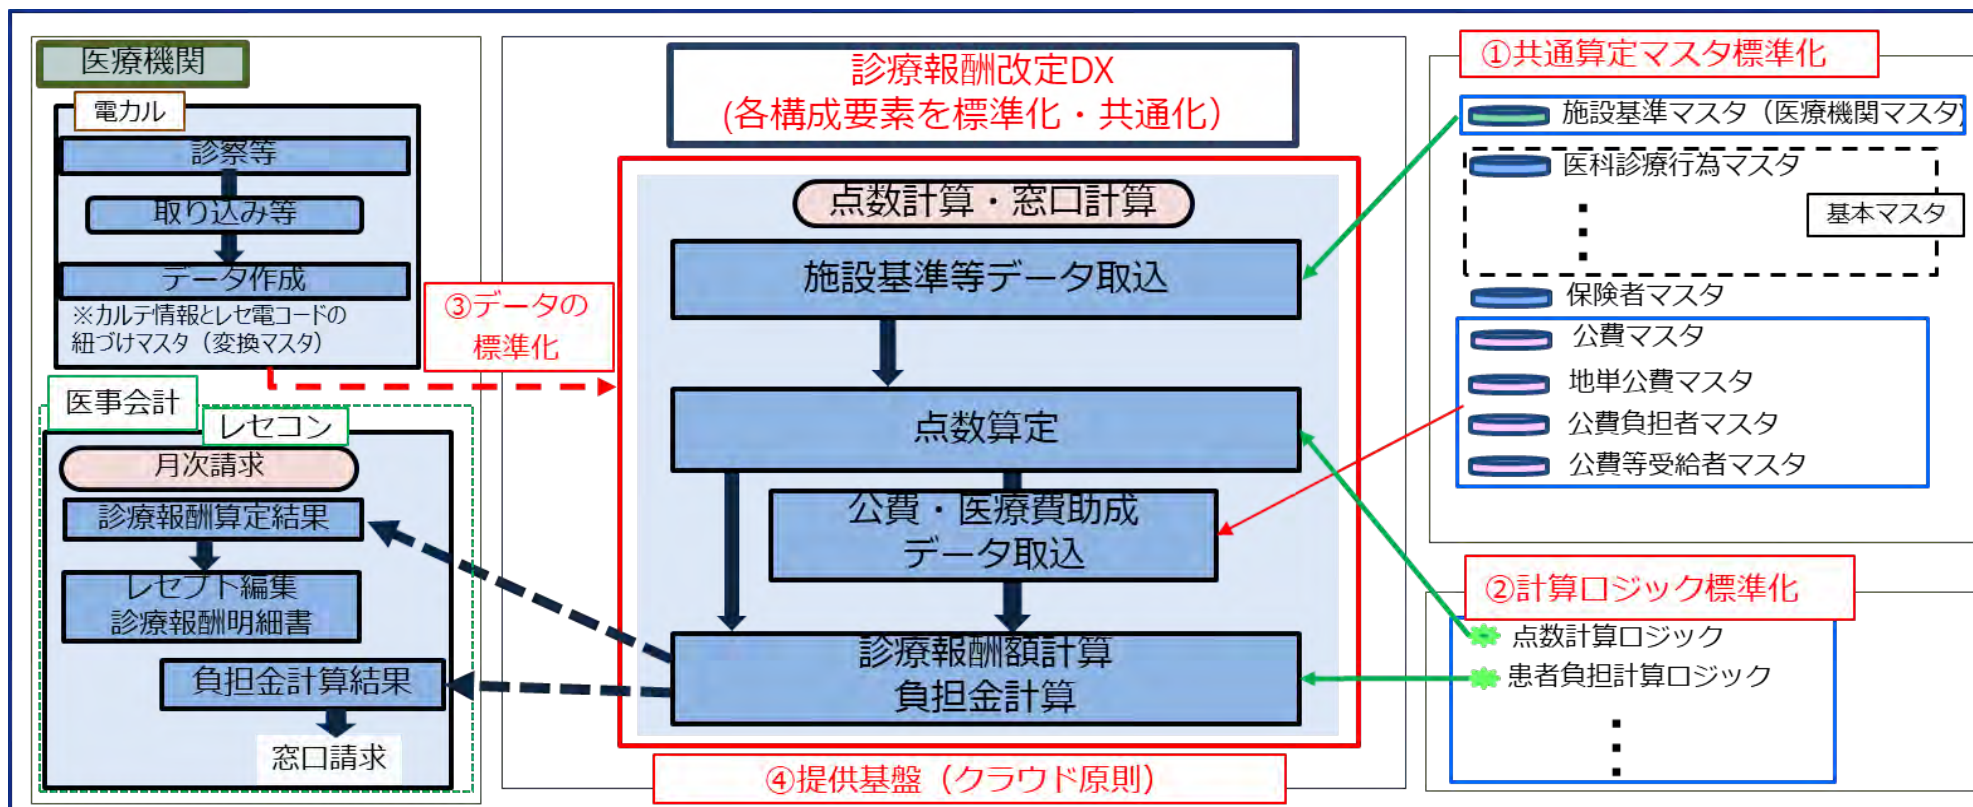 医療機関
電カル
診察等
取り込み等
データ作成
※カルテ情報とレセ電コードの
紐づけマスタ（変換マスタ）
医事会計
レセコン
月次請求
診療報酬算定結果
レセプト編集
診療報酬明細書
負担金計算結果
窓口請求
③データの
標準化
診療報酬改定DX
(各構成要素を標準化・共通化）
点数計算・窓口計算
施設基準等データ取込
点数算定
公費・医療費助成
データ取込
診療報酬額計算
負担金計算
④提供基盤（クラウド原則）
①共通算定マスタ標準化
施設基準マスタ（医療機関マスタ)
医科診療行為マスタ
基本マスタ
保険者マスタ
公費マスタ
地単公費マスタ
公費負担者マスタ
公費等受給者マスタ
②計算ロジック標準化
点数計算ロジック
患者負担計算ロジック